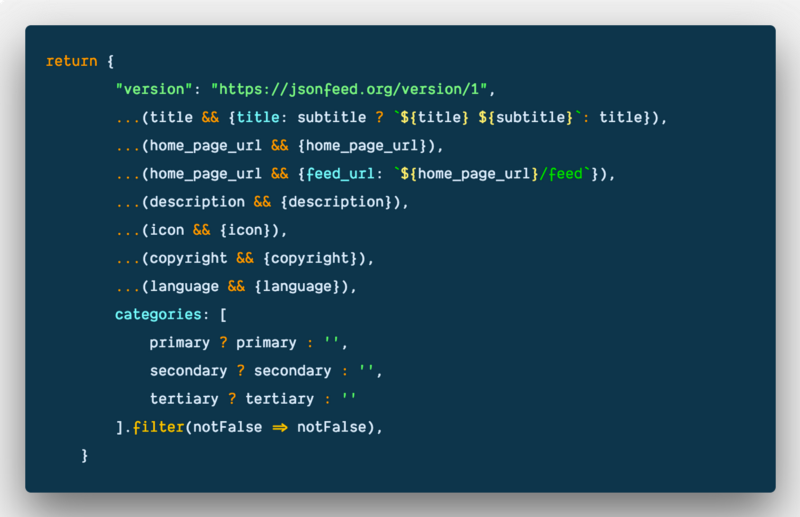 return {
"version": "https://jsonfeed.org/version/1",
...(title && {title: subtitle ? `${title} ${subtitle}`: title}),
...(home_page_url && {home_page_url}),
...(home_page_url && {feed_url: `${home_page_url}/feed`}),
...(description && {description}),
...(icon && {icon}),
...(copyright && {copyright}),
...(language && {language}),
categories: [
primary ? primary : '',
secondary ? secondary : '',
tertiary ? tertiary : ''
].filter(notFalse => notFalse),
}